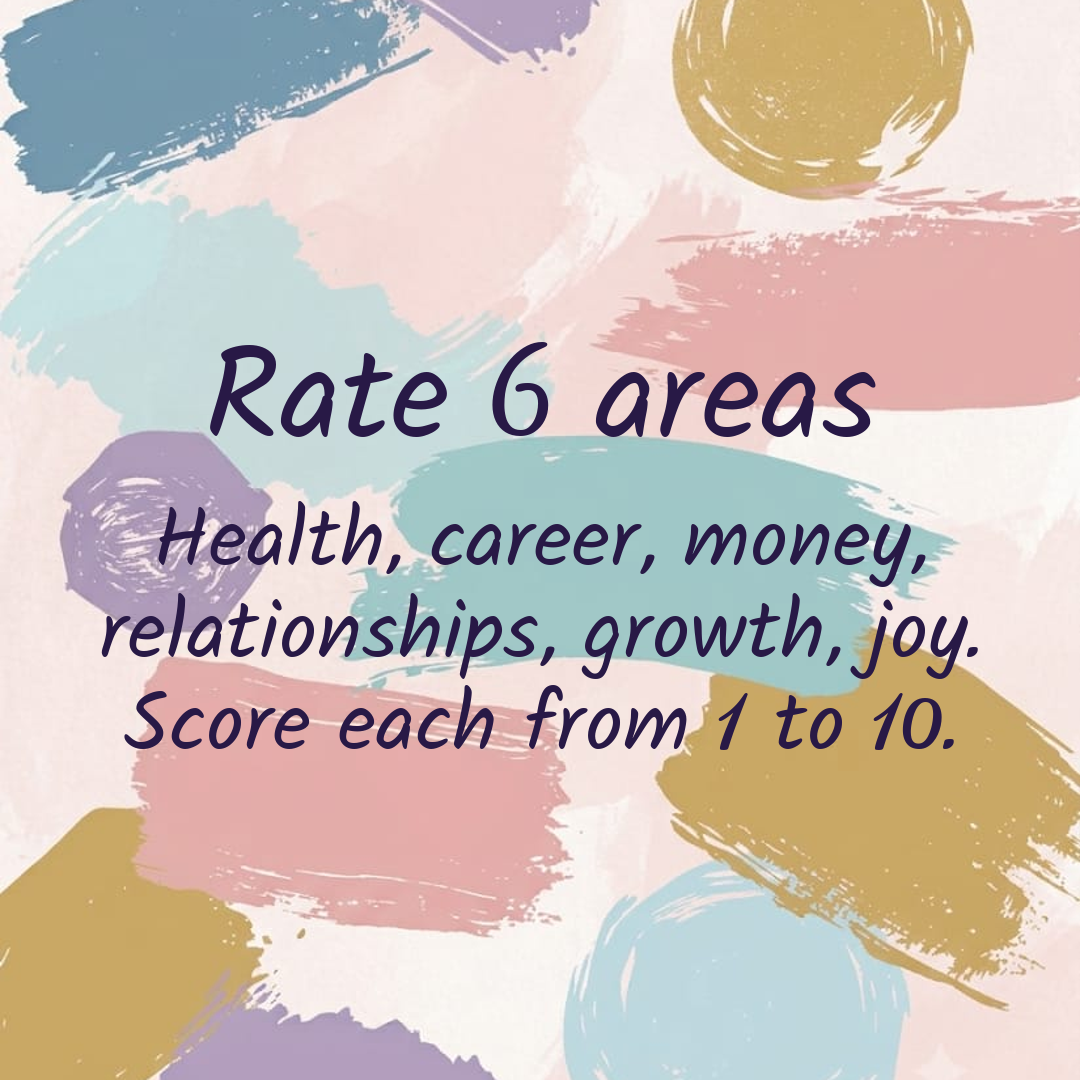 Rate 6 areas
Health, career, money,
relationships, growth, joy.
Score each from 1 to 10.